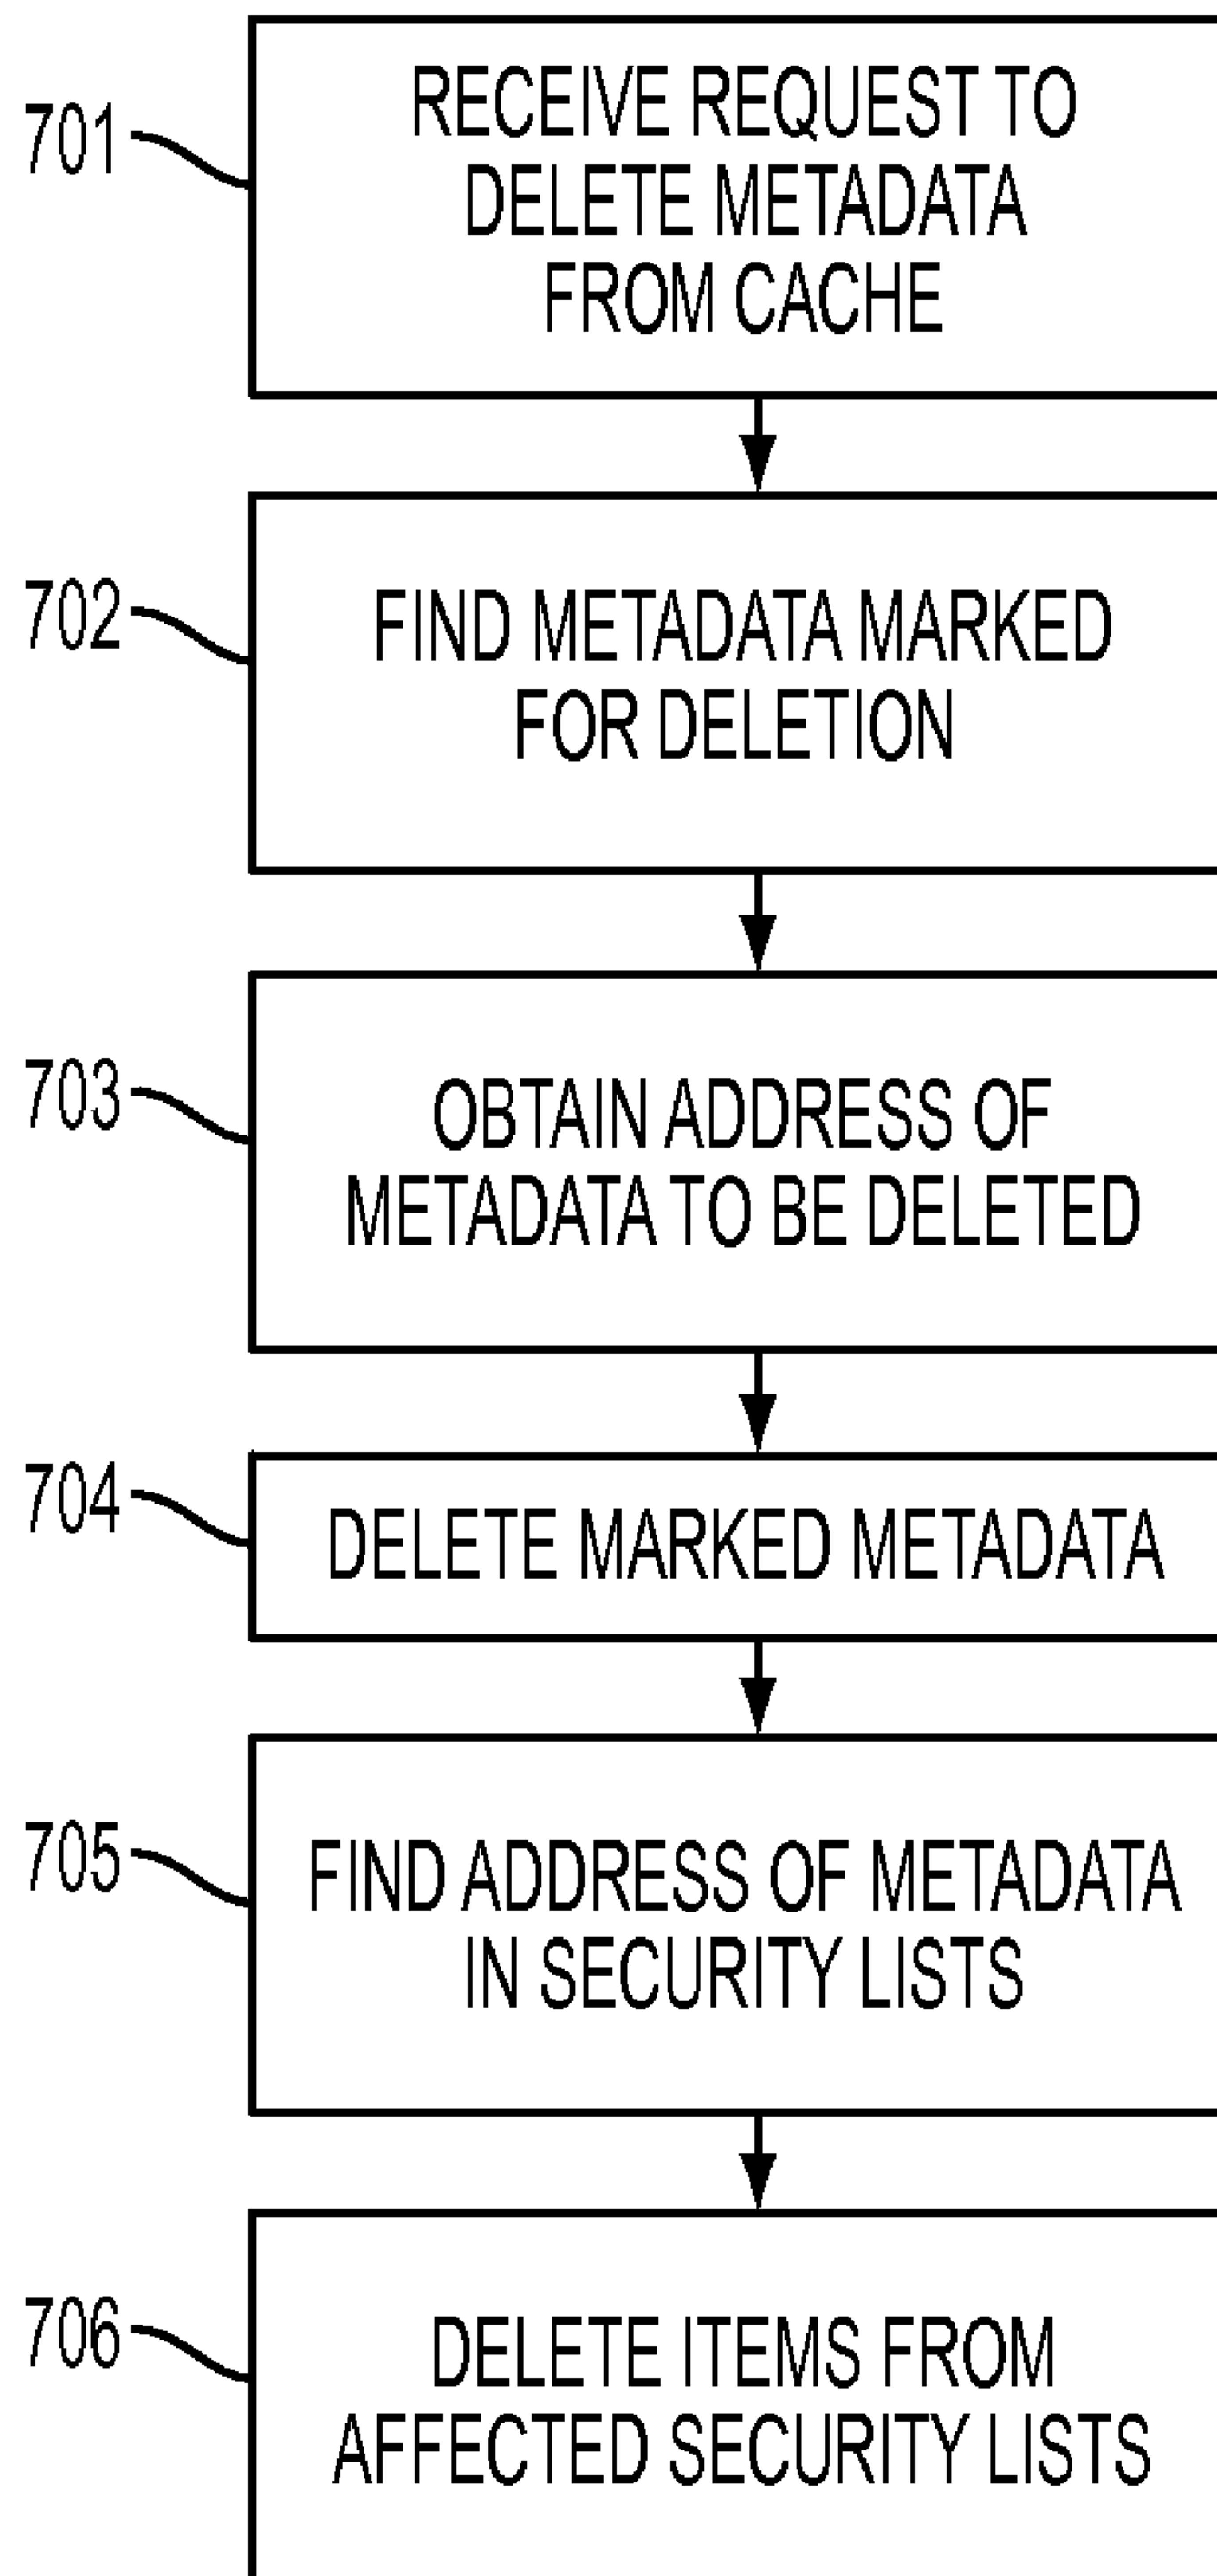 701
RECEIVE REQUEST TO
DELETE METADATA
FROM CACHE
702
FIND METADATA MARKED
FOR DELETION
703
OBTAIN ADDRESS OF
METADATA TO BE DELETED
704
DELETE MARKED METADATA
705
FIND ADDRESS OF METADATA
IN SECURITY LISTS
706
DELETE ITEMS FROM
AFFECTED SECURITY LISTS